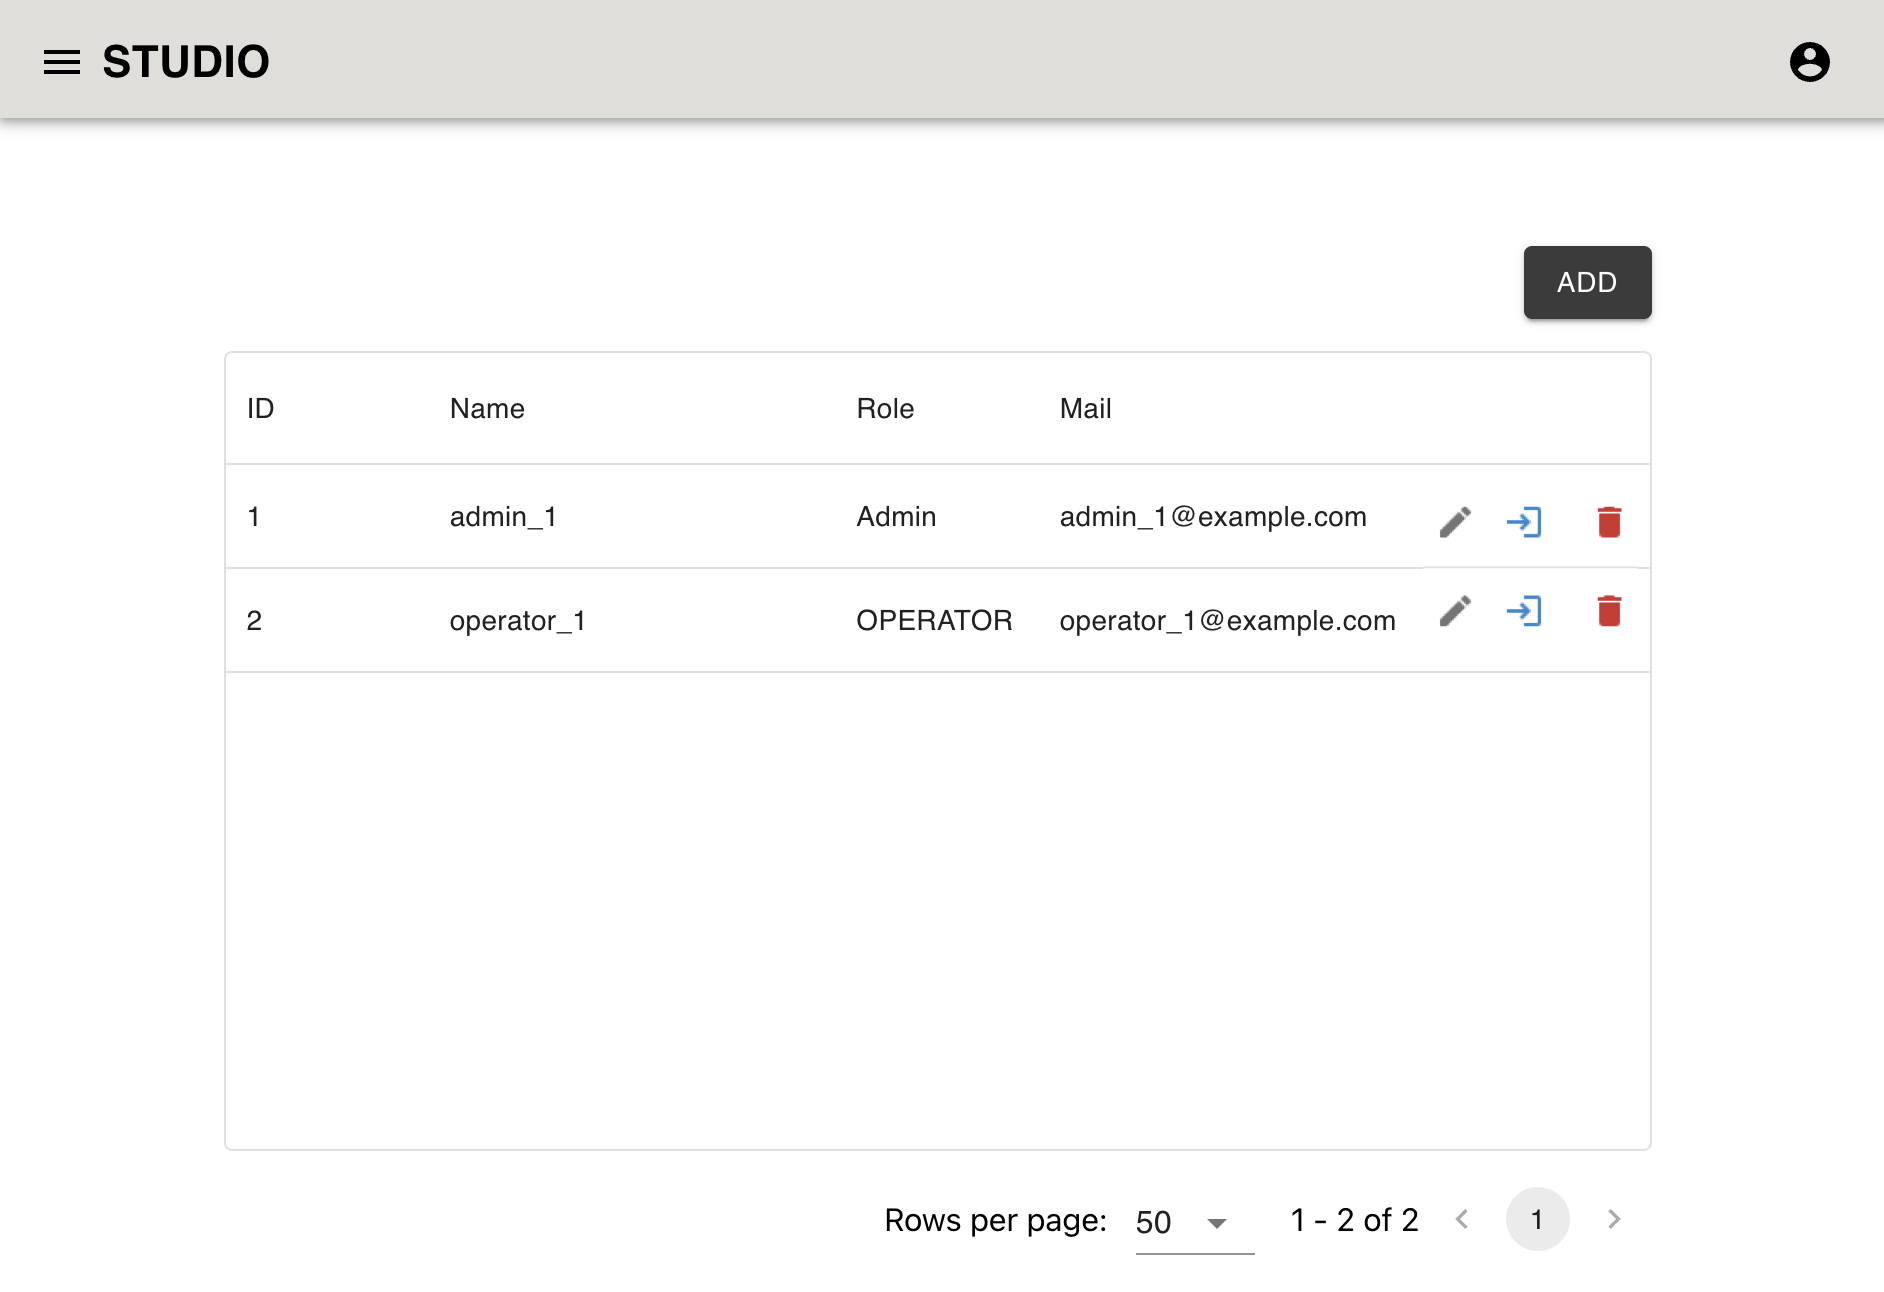 STUDIO
ADD
ID Name Role Mail
1 admin_1 Admin admin_1@example.com
2 operator_1 OPERATOR operator_1@example.com
Rows per page: 50 1 - 2 of 2 1